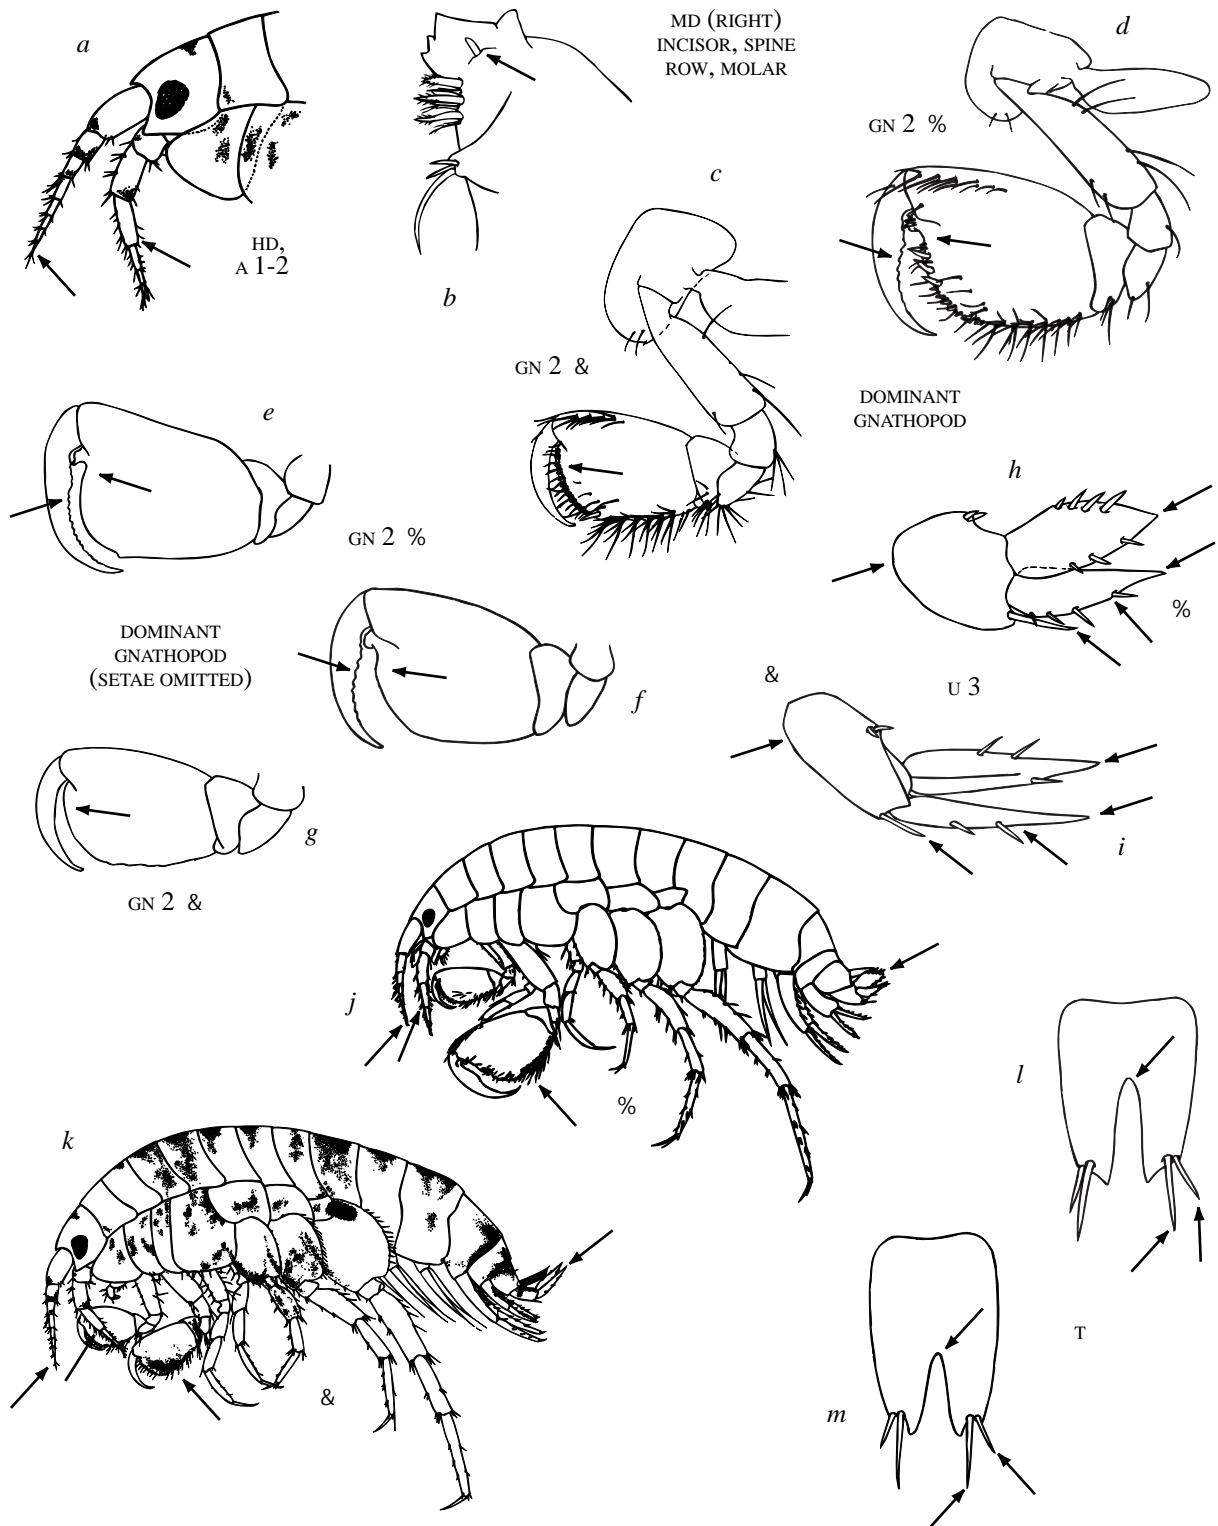 a
MD (RIGHT)
INCISOR, SPINE
ROW, MOLAR
d
GN 2 %
c
HD,
A 1-2
b
GN 2 &
DOMINANT
GNATHOPOD
e
h
GN 2 %
%
DOMINANT
GNATHOPOD
(SETAE OMITTED)
&
U 3
f
g
i
GN 2 &
j
l
%
k
T
&
m